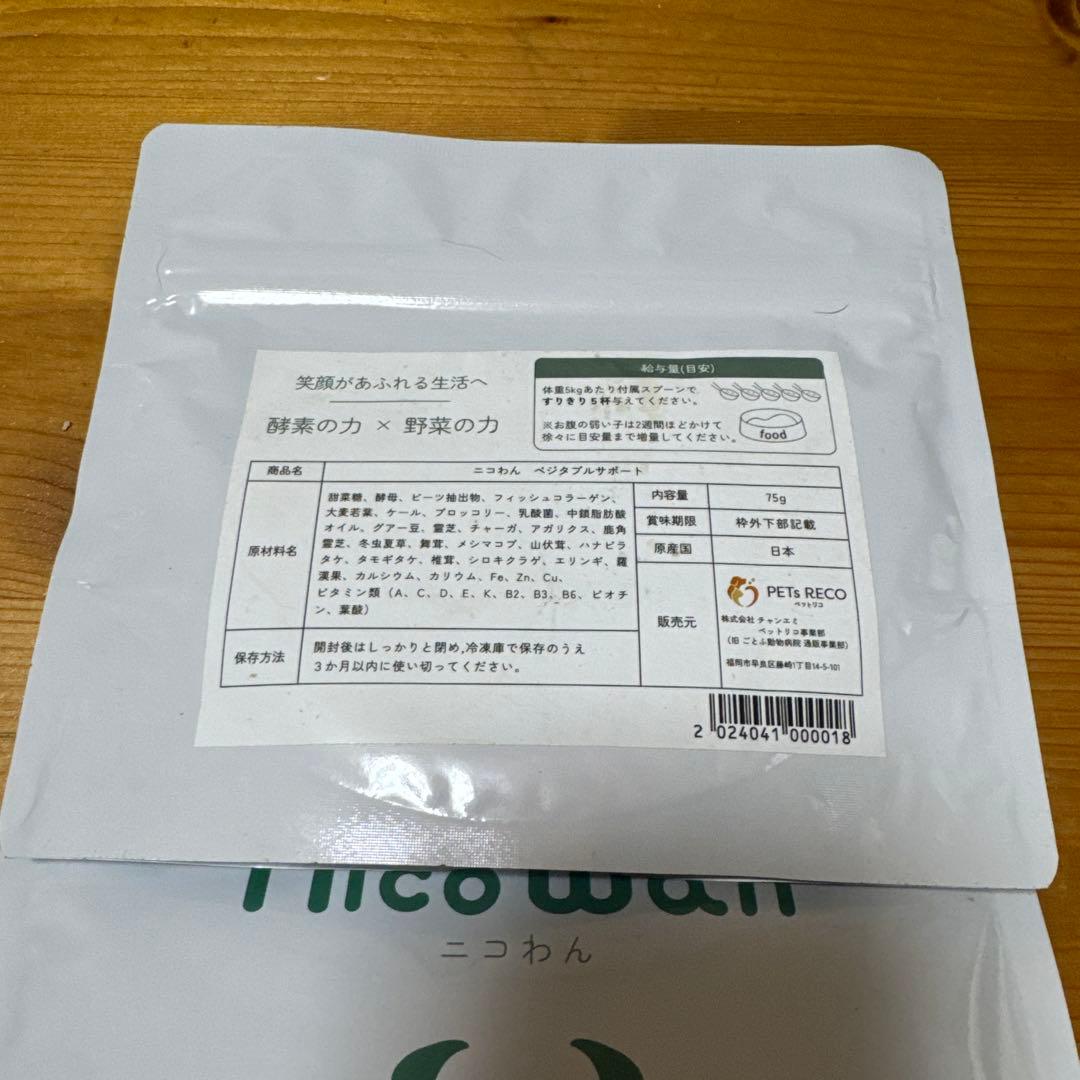 笑顔があふれる生活へ
酵素の力 × 野菜の力
給与量(目安)
体重5kgあたり付属スプーンで
すりきり5杯与えてください。
※お腹の弱い子は2週間ほどかけて
徐々に目安量まで増量してください。
food
商品名
ニコわん ベジタブルサポート
原材料名
甜菜糖、酵母、ビーツ抽出物、フィッシュコラーゲン、
大麦若葉、ケール、ブロッコリー、乳酸菌、中鎖脂肪酸
オイル、グアー豆、霊芝、チャーガ、アガリクス、鹿角
霊芝、冬虫夏草、舞茸、メシマコブ、山伏茸、ハナビラ
タケ、タモギタケ、椎茸、シロキクラゲ、エリンギ、羅
漢果、カルシウム、カリウム、Fe、Zn、Cu、
ビタミン類（A、C、D、E、K、B2、B3、B6、ビオチ
ン、葉酸）
保存方法
開封後はしっかりと閉め,冷凍庫で保存のうえ
３か月以内に使い切ってください。
内容量
75g
賞味期限
枠外下部記載
原産国
日本
販売元
PETs RECO
ペットリコ
株式会社 チャンエミ
ペットリコ事業部
（旧 ごとふ動物病院 通販事業部）
福岡市早良区藤崎1丁目14-5-101
2 024041 000018
nicowan
ニコわん